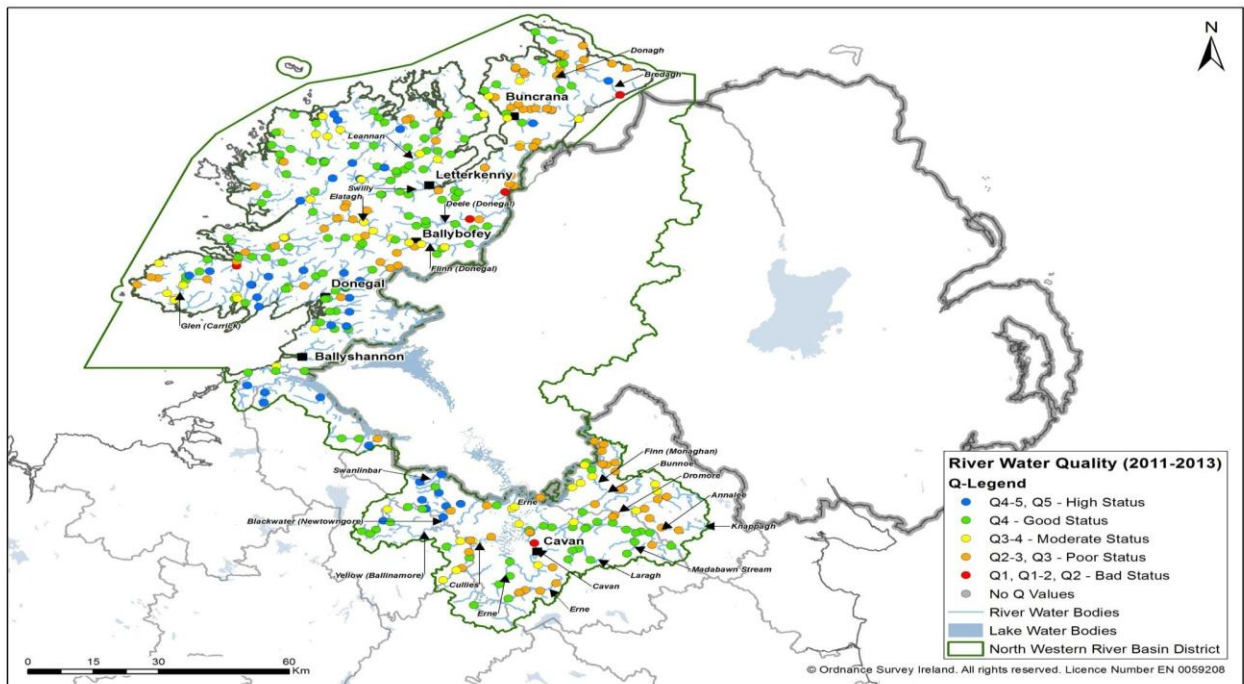 N
Donagh
Bredagh
Buncrana
Leannan
Letterkenny
Swilly
Elatagh
Deele (Donegal)
Ballybofey
Flinn (Donegal)
Donegal
Glen (Carrick)
Ballyshannon
Swanlinbar
Finn (Monaghan)
Bunnoe
Dromore
Erne
Annalee
Blackwater (Newtowngore)
Knappagh
Cavan
Yellow (Ballinamore)
Cullies
Madabawn Stream
Laragh
Cavan
Erne
Erne
River Water Quality (2011-2013)
Q-Legend
Q4-5, Q5 - High Status
Q4 - Good Status
Q3-4 - Moderate Status
Q2-3, Q3 - Poor Status
Q1, Q1-2, Q2 - Bad Status
No Q Values
River Water Bodies
Lake Water Bodies
North Western River Basin District
0 15 30 60
Km
© Ordnance Survey Ireland. All rights reserved. Licence Number EN 0059208